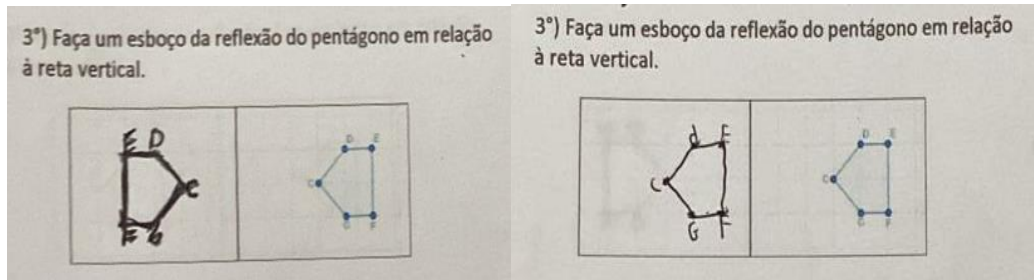 3°) Faça um esboço da reflexão do pentágono em relação
à reta vertical.
E D
C
F G
D E
C
G F
3°) Faça um esboço da reflexão do pentágono em relação
à reta vertical.
d E
C
G F
D E
C
G F